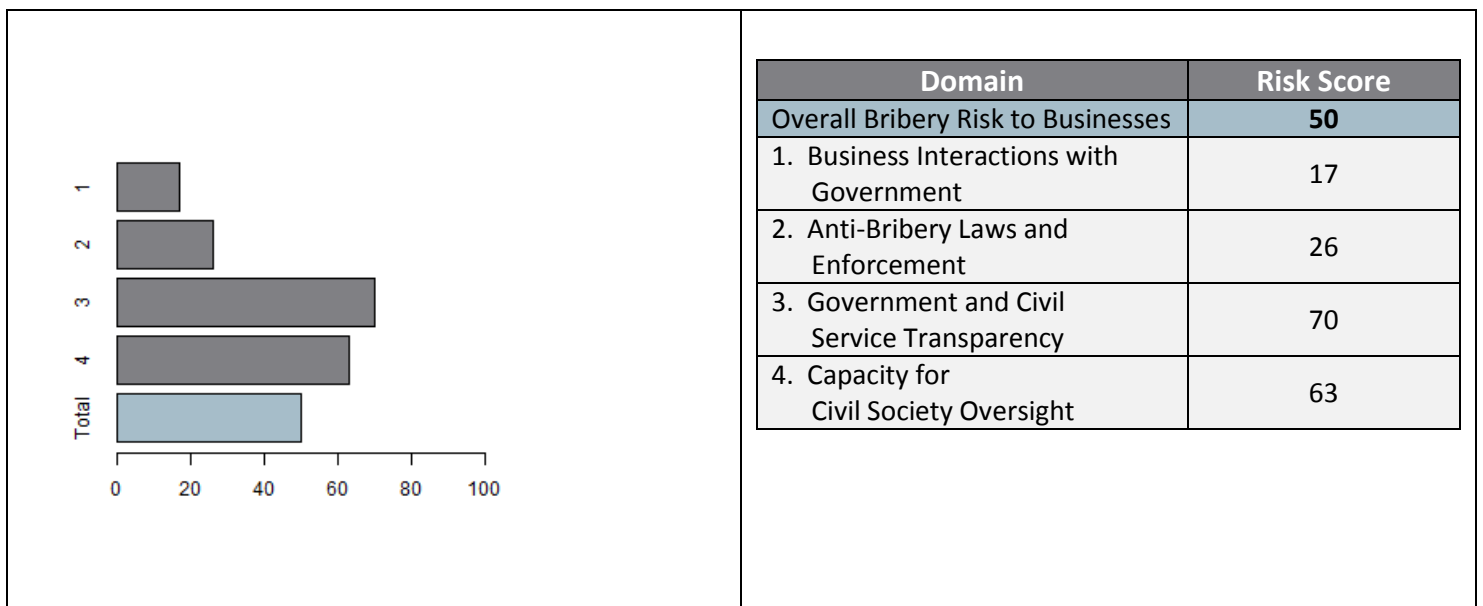 1
2
3
4
Total
0 20 40 60 80 100
Domain Risk Score
Overall Bribery Risk to Businesses 50
1. Business Interactions with
Government 17
2. Anti-Bribery Laws and
Enforcement 26
3. Government and Civil
Service Transparency 70
4. Capacity for
Civil Society Oversight 63